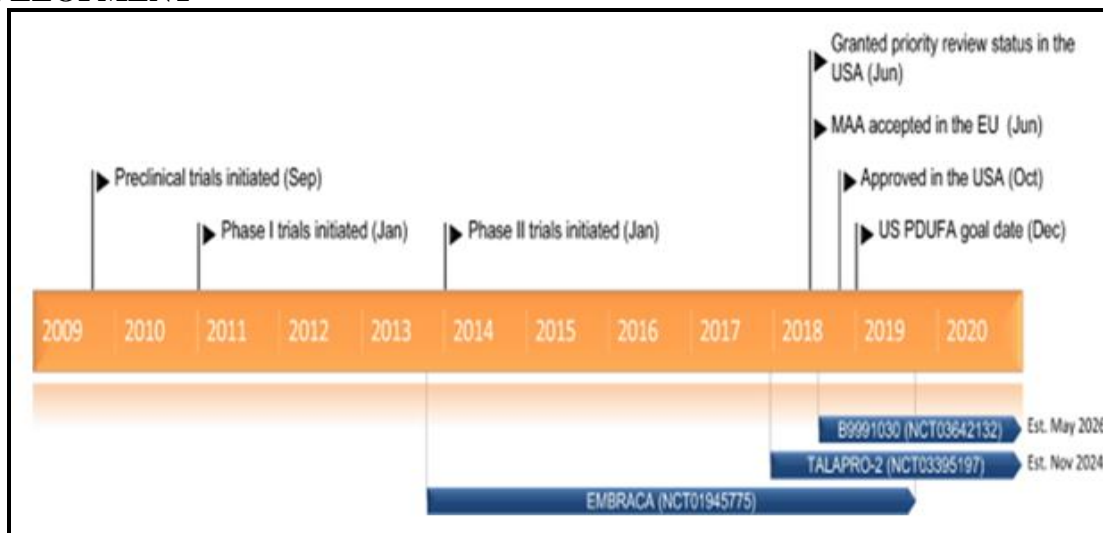 Granted priority review status in the
USA (Jun)
MAA accepted in the EU (Jun)
Preclinical trials initiated (Sep)
Approved in the USA (Oct)
Phase I trials initiated (Jan)
Phase II trials initiated (Jan)
US PDUFA goal date (Dec)
2009 2010 2011 2012 2013 2014 2015 2016 2017 2018 2019 2020
B9991030 (NCT03642132)
Est. May 2026
TALAPRO-2 (NCT03395197)
Est. Nov 2024
EMBRACA (NCT01945775)